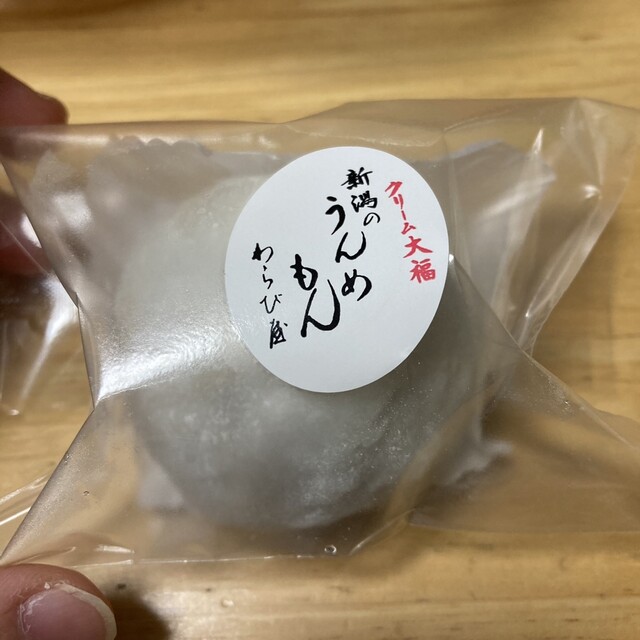 クリーム大福
新潟の
うんめ
もん
わらび屋